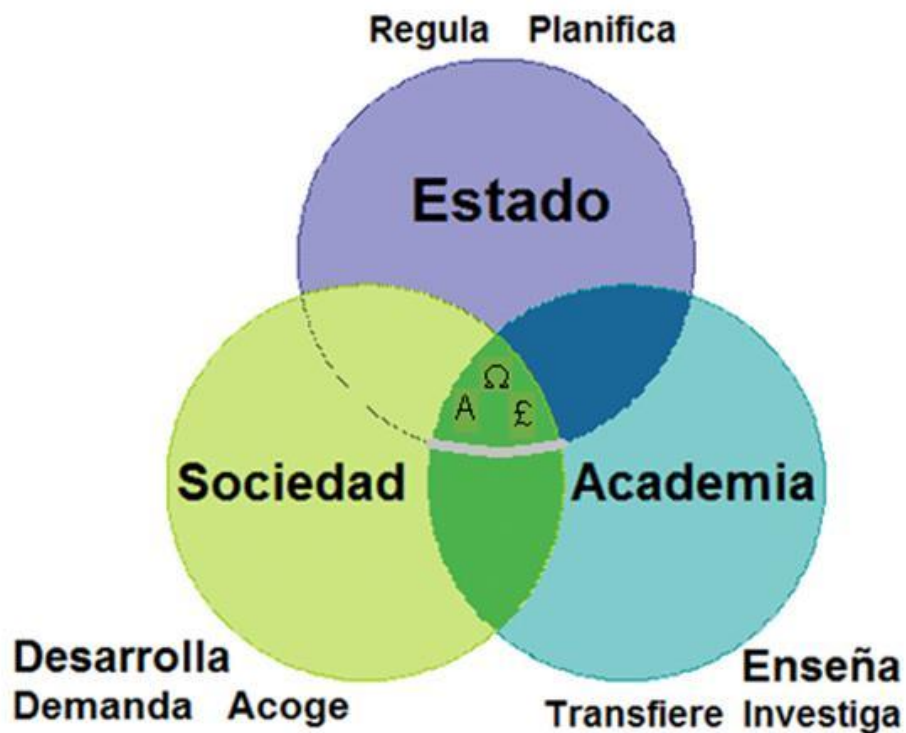 Regula Planifica
Estado
Ω
A £
Sociedad Academia
Desarrolla
Demanda Acoge
Enseña
Transfiere Investiga